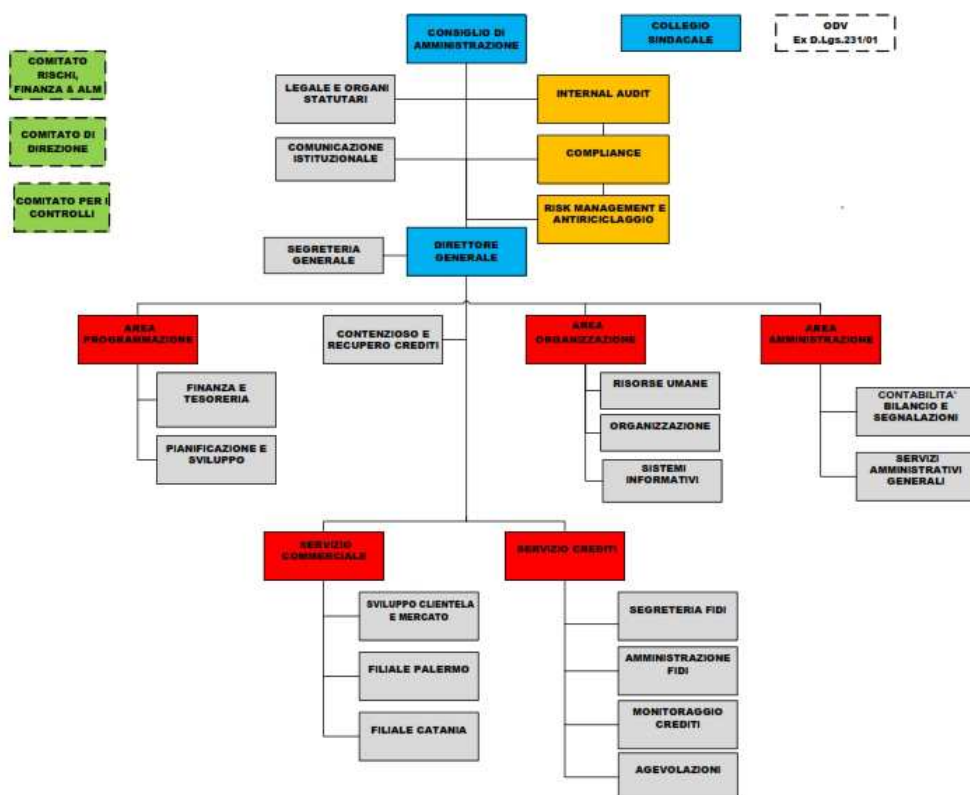 CONSIGLIO DI
AMMINISTRAZIONE
COLLEGIO
SINDACALE
ODV
Ex D.Lgs.231/01
COMITATO
RISCHI,
FINANZA & ALM
COMITATO DI
DIREZIONE
COMITATO PER I
CONTROLLI
LEGALE E ORGANI
STATUTARI
INTERNAL AUDIT
COMUNICAZIONE
ISTITUZIONALE
COMPLIANCE
RISK MANAGEMENT E
ANTIRICICLAGGIO
SEGRETERIA
GENERALE
DIRETTORE
GENERALE
AREA
PROGRAMMAZIONE
CONTENZIOSO E
RECUPERO CREDITI
AREA
ORGANIZZAZIONE
AREA
AMMINISTRAZIONE
FINANZA E
TESORERIA
PIANIFICAZIONE E
SVILUPPO
RISORSE UMANE
ORGANIZZAZIONE
SISTEMI
INFORMATIVI
CONTABILITA'
BILANCIO E
SEGNALAZIONI
SERVIZI
AMMINISTRATIVI
GENERALI
SERVIZIO
COMMERCIALE
SERVIZIO CREDITI
SVILUPPO CLIENTELA
E MERCATO
FILIALE PALERMO
FILIALE CATANIA
SEGRETERIA FIDI
AMMINISTRAZIONE
FIDI
MONITORAGGIO
CREDITI
AGEVOLAZIONI